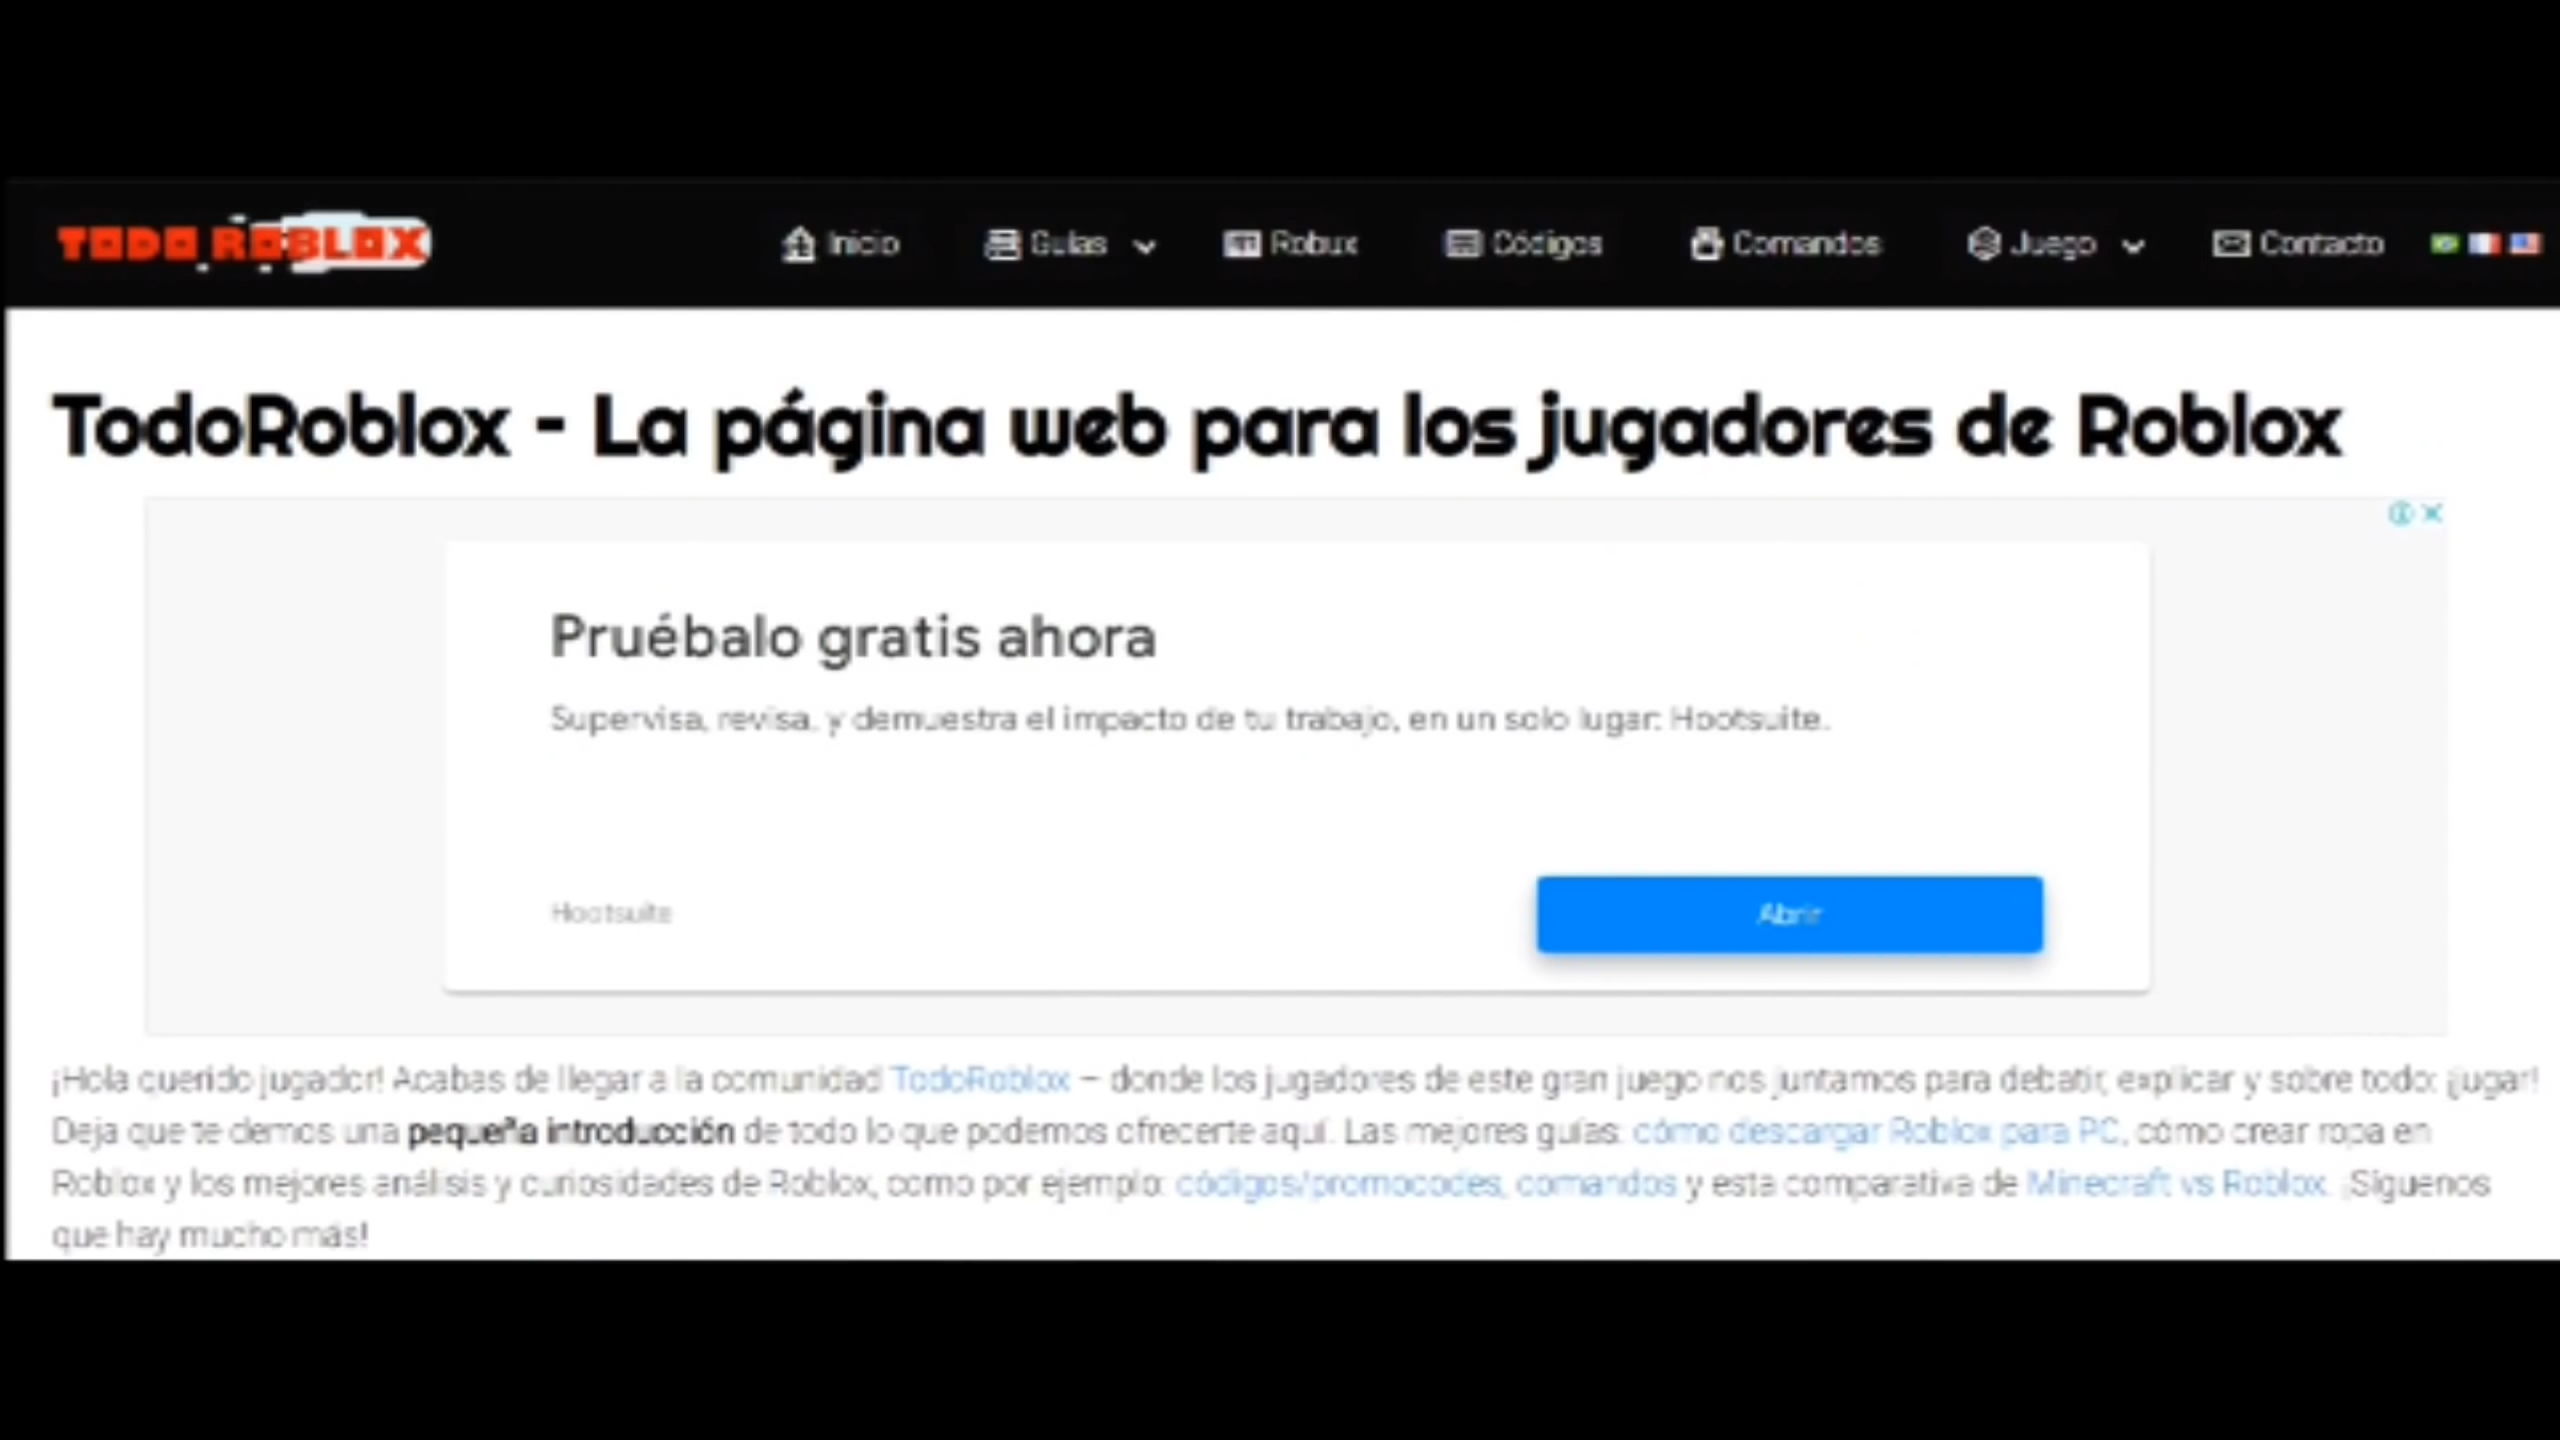 TODO ROBLOX
Inicio Guías Robux Códigos Comandos Juego Contacto
TodoRoblox - La página web para los jugadores de Roblox
Pruébalo gratis ahora
Supervisa, revisa, y demuestra el impacto de tu trabajo, en un solo lugar: Hootsuite.
Hootsuite
Abrir
¡Hola querido jugador! Acabas de llegar a la comunidad TodoRoblox – donde los jugadores de este gran juego nos juntamos para debatir, explicar y sobre todo: ¡jugar!
Deja que te demos una pequeña introducción de todo lo que podemos ofrecerte aquí. Las mejores guías: cómo descargar Roblox para PC, cómo crear ropa en
Roblox y los mejores análisis y curiosidades de Roblox, como por ejemplo: códigos/promocodes, comandos y esta comparativa de Minecraft vs Roblox. ¡Síguenos
que hay mucho más!